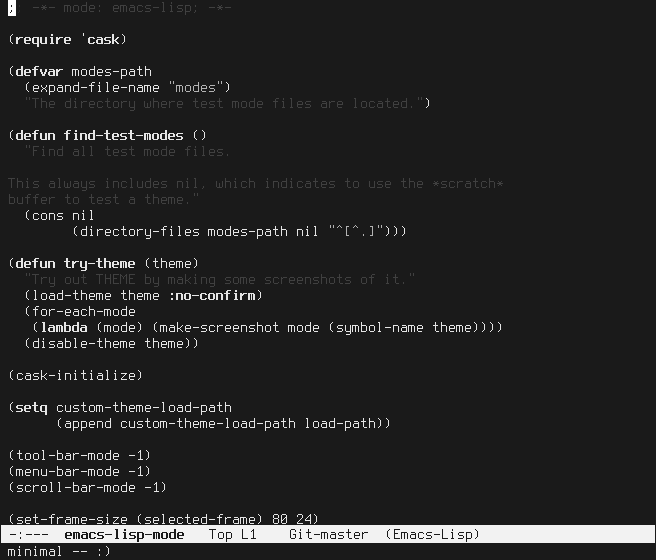 ;  -*- mode: emacs-lisp; -*-

(require 'cask)

(defvar modes-path
  (expand-file-name "modes")
  "The directory where test mode files are located.")

(defun find-test-modes ()
  "Find all test mode files.

This always includes nil, which indicates to use the *scratch*
buffer to test a theme."
  (cons nil
        (directory-files modes-path nil "^[^.]")))

(defun try-theme (theme)
  "Try out THEME by making some screenshots of it."
  (load-theme theme :no-confirm)
  (for-each-mode
   (lambda (mode) (make-screenshot mode (symbol-name theme))))
  (disable-theme theme))

(cask-initialize)

(setq custom-theme-load-path
      (append custom-theme-load-path load-path))

(tool-bar-mode -1)
(menu-bar-mode -1)
(scroll-bar-mode -1)

(set-frame-size (selected-frame) 80 24)
-:---  emacs-lisp-mode   Top L1    Git-master  (Emacs-Lisp)
minimal -- :)